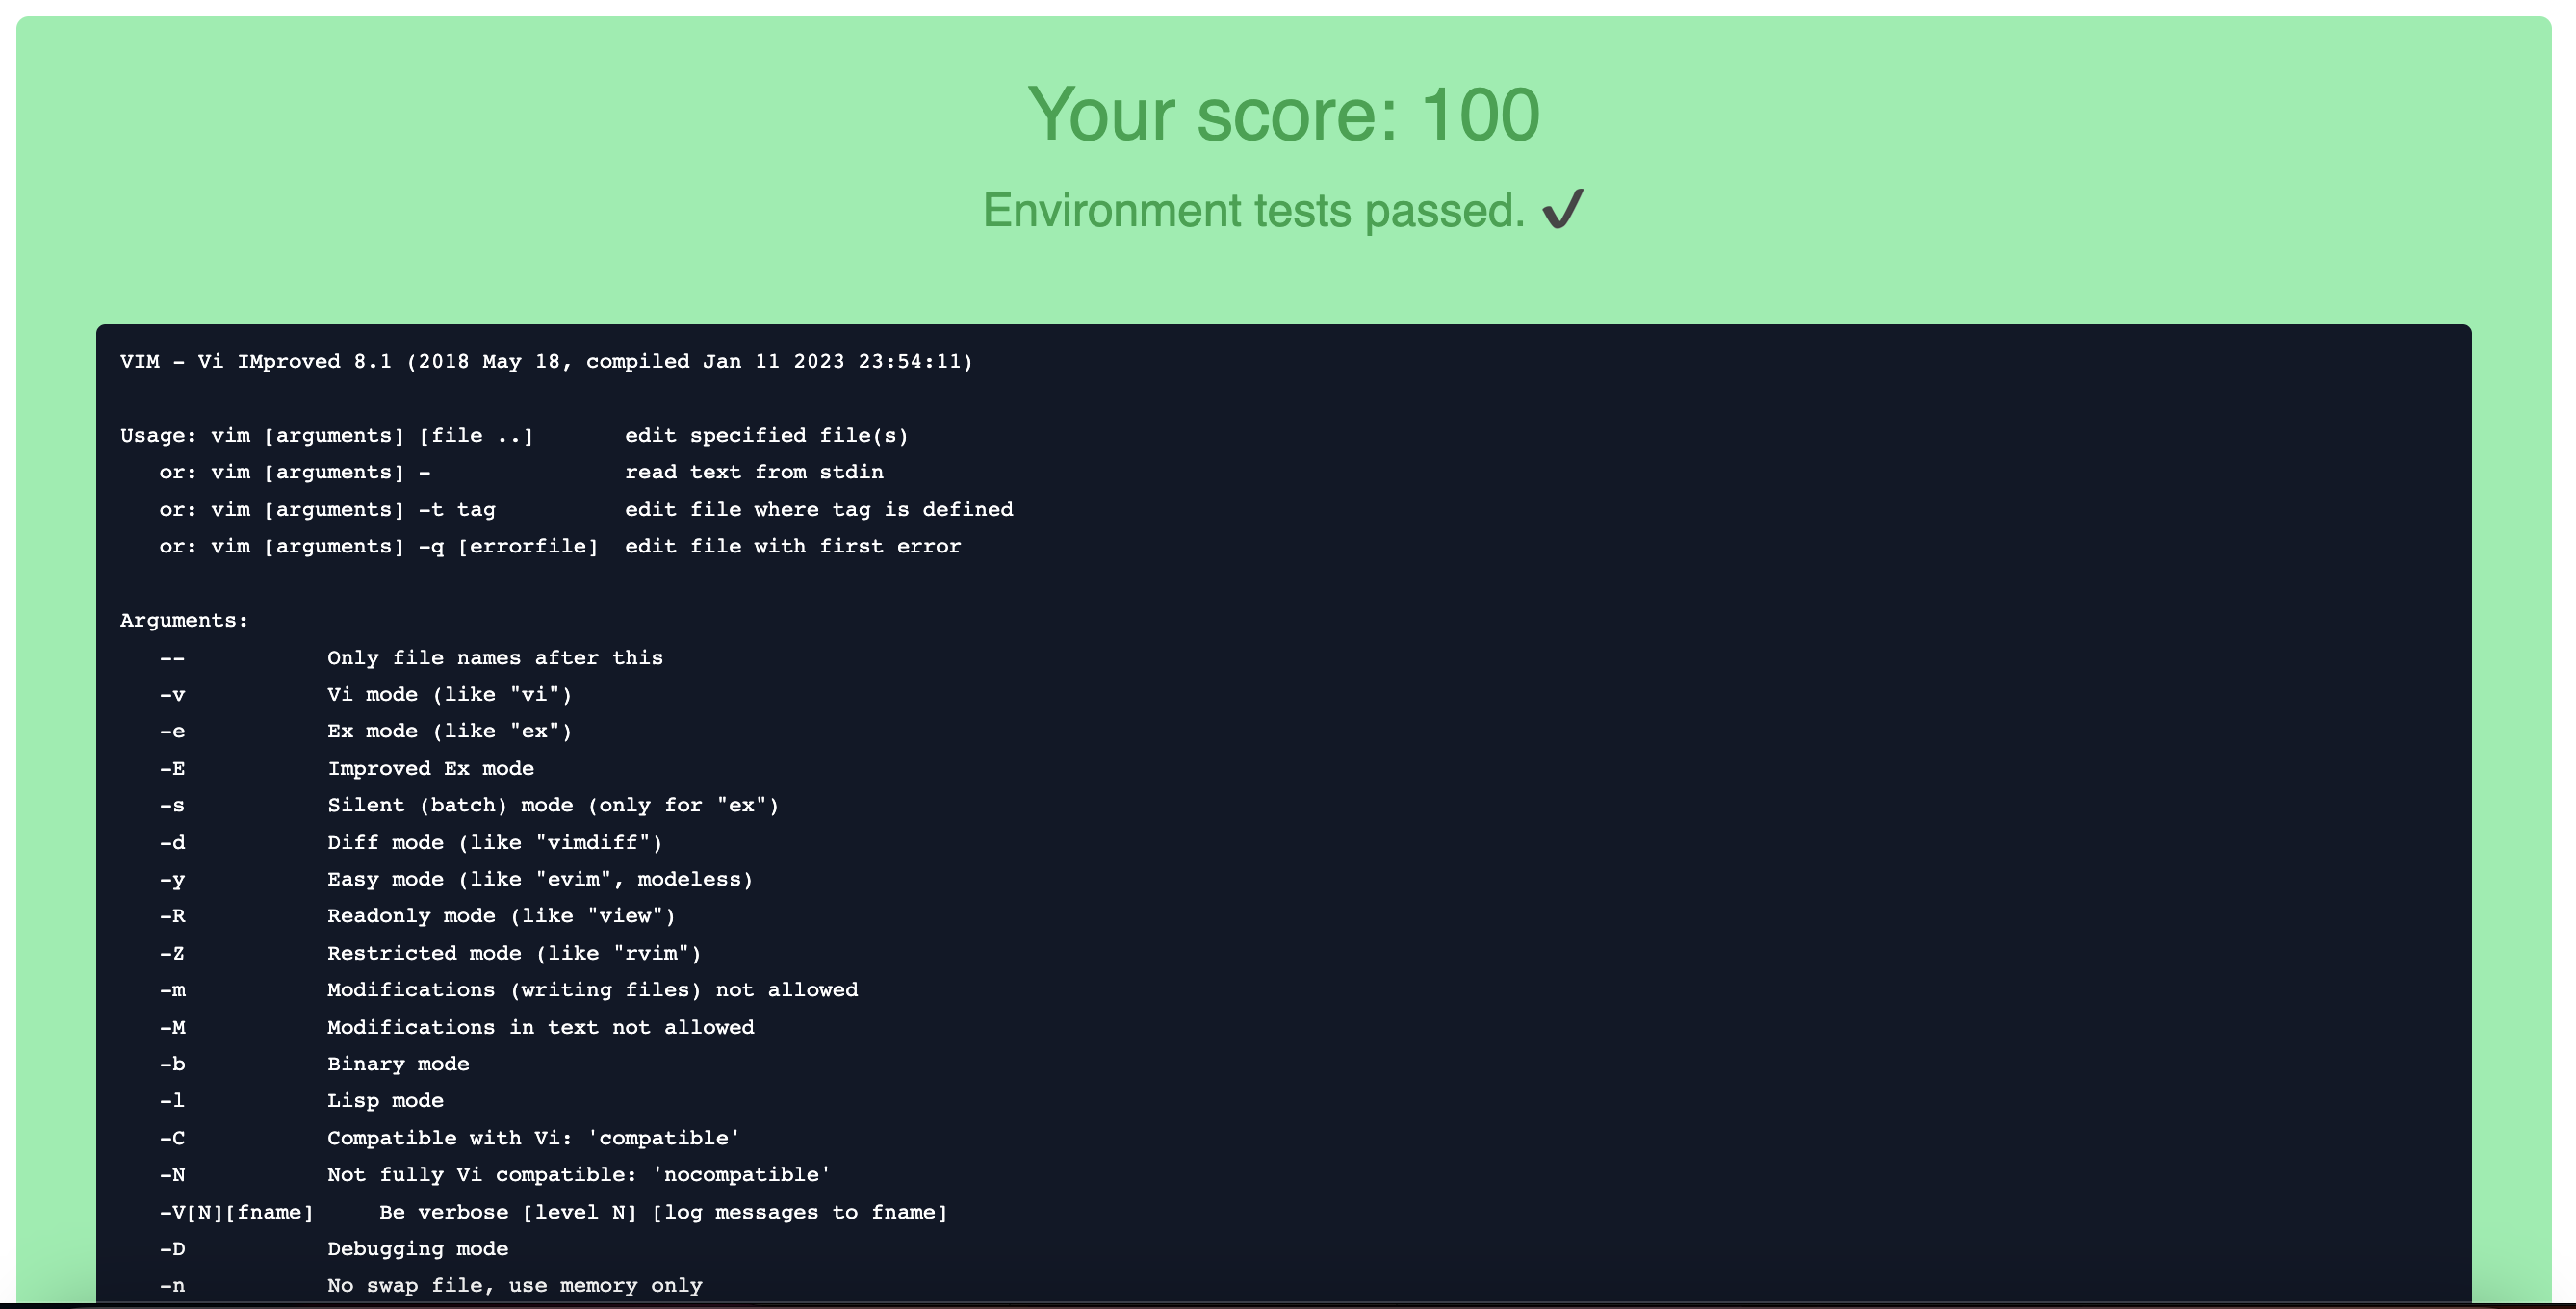 Your score: 100
Environment tests passed. ✔
VIM - Vi IMproved 8.1 (2018 May 18, compiled Jan 11 2023 23:54:11)
Usage: vim [arguments] [file ..]       edit specified file(s)
   or: vim [arguments] -               read text from stdin
   or: vim [arguments] -t tag          edit file where tag is defined
   or: vim [arguments] -q [errorfile]  edit file with first error
Arguments:
   --           Only file names after this
   -v           Vi mode (like "vi")
   -e           Ex mode (like "ex")
   -E           Improved Ex mode
   -s           Silent (batch) mode (only for "ex")
   -d           Diff mode (like "vimdiff")
   -y           Easy mode (like "evim", modeless)
   -R           Readonly mode (like "view")
   -Z           Restricted mode (like "rvim")
   -m           Modifications (writing files) not allowed
   -M           Modifications in text not allowed
   -b           Binary mode
   -l           Lisp mode
   -C           Compatible with Vi: 'compatible'
   -N           Not fully Vi compatible: 'nocompatible'
   -V[N][fname]     Be verbose [level N] [log messages to fname]
   -D           Debugging mode
   -n           No swap file, use memory only